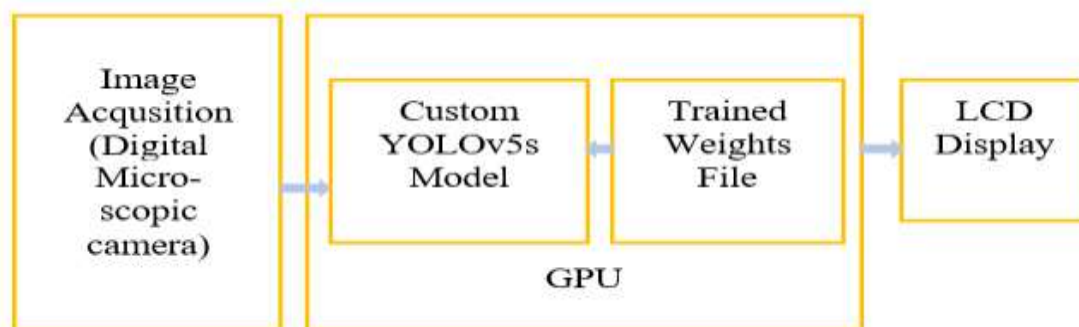 Image
Acqusition
(Digital
Micro-
scopic
camera)
Custom
YOLOv5s
Model
Trained
Weights
File
GPU
LCD
Display